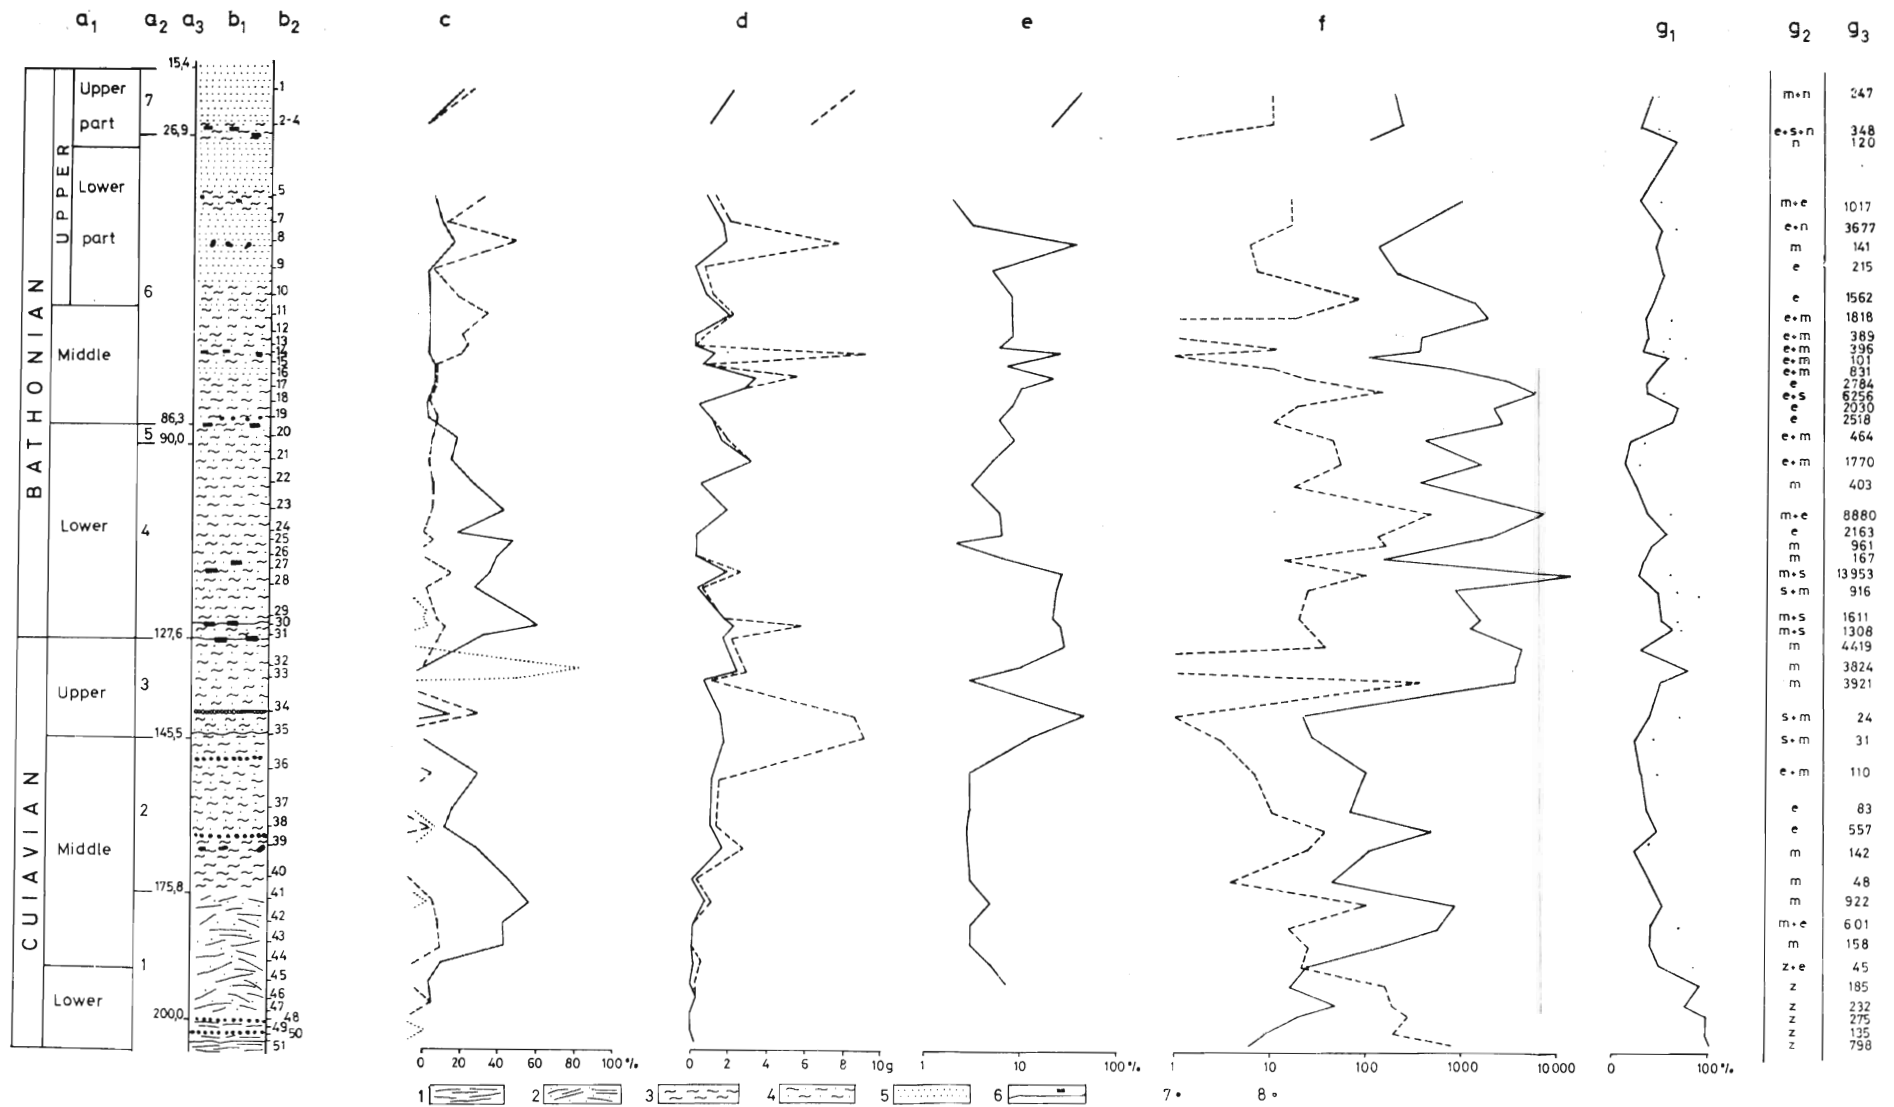 a1 a2 a3 b1 b2 c d e f g1 g2 g3
BATHONIAN
CUIAVIAN
UPPER
Upper
part
Lower
part
Middle
Lower
Upper
Middle
Lower
7
6
5
4
3
2
1
15,4
26,9
86,3
90,0
127,6
145,5
175,8
200,0
1
2-4
5
7
8
9
10
11
12
13
14
15
16
17
18
19
20
21
22
23
24
25
26
27
28
29
30
31
32
33
34
35
36
37
38
39
40
41
42
43
44
45
46
47
48
49
50
51
m+n 247
e+s+n 348
n 120
m+e 1017
e+n 3677
m 141
e 215
e 1562
e+m 1818
e+m 389
e+m 396
e+m 101
e+m 831
e 2784
e+s 6256
e 2030
e 2518
e+m 464
e+m 1770
m 403
m+e 8880
e 2163
m 961
m 167
m+s 13953
s+m 916
m+s 1611
m+s 1308
m 4419
m 3824
m 3921
s+m 24
s+m 31
e+m 110
e 83
e 557
m 142
m 48
m 922
m+e 601
m 158
z+e 45
z 185
z 232
z 275
z 135
z 798
0 20 40 60 80 100 %
0 2 4 6 8 10g
1 10 100 %
1 10 100 1000 10000
0 100 %
1 2 3 4 5 6 7 8